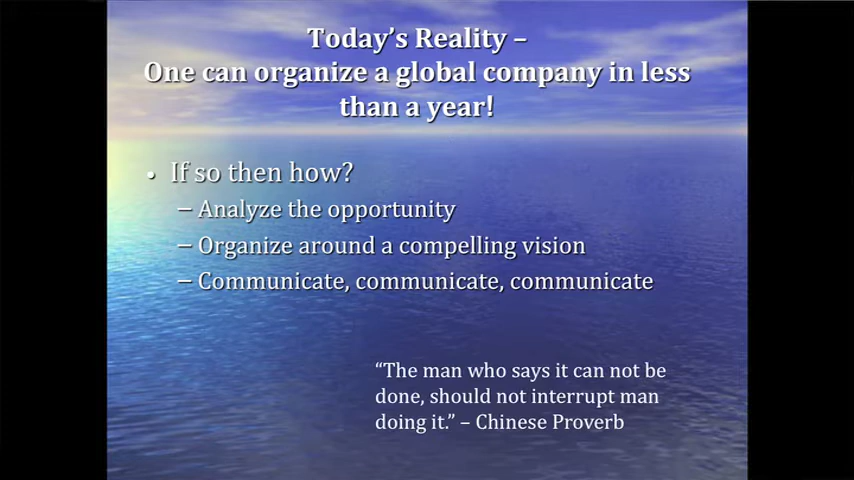 Today's Reality –
One can organize a global company in less
than a year!
• If so then how?
– Analyze the opportunity
– Organize around a compelling vision
– Communicate, communicate, communicate
“The man who says it can not be
done, should not interrupt man
doing it.” – Chinese Proverb